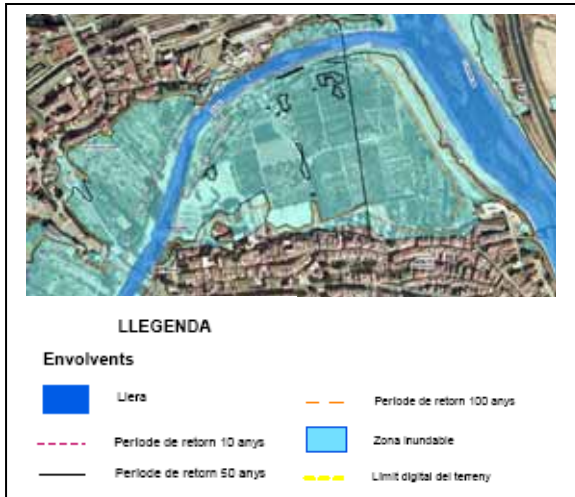 LLEGENDA
Envolvents
Llera
Període de retorn 100 anys
Període de retorn 10 anys
Zona inundable
Període de retorn 50 anys
Límit digital del terreny